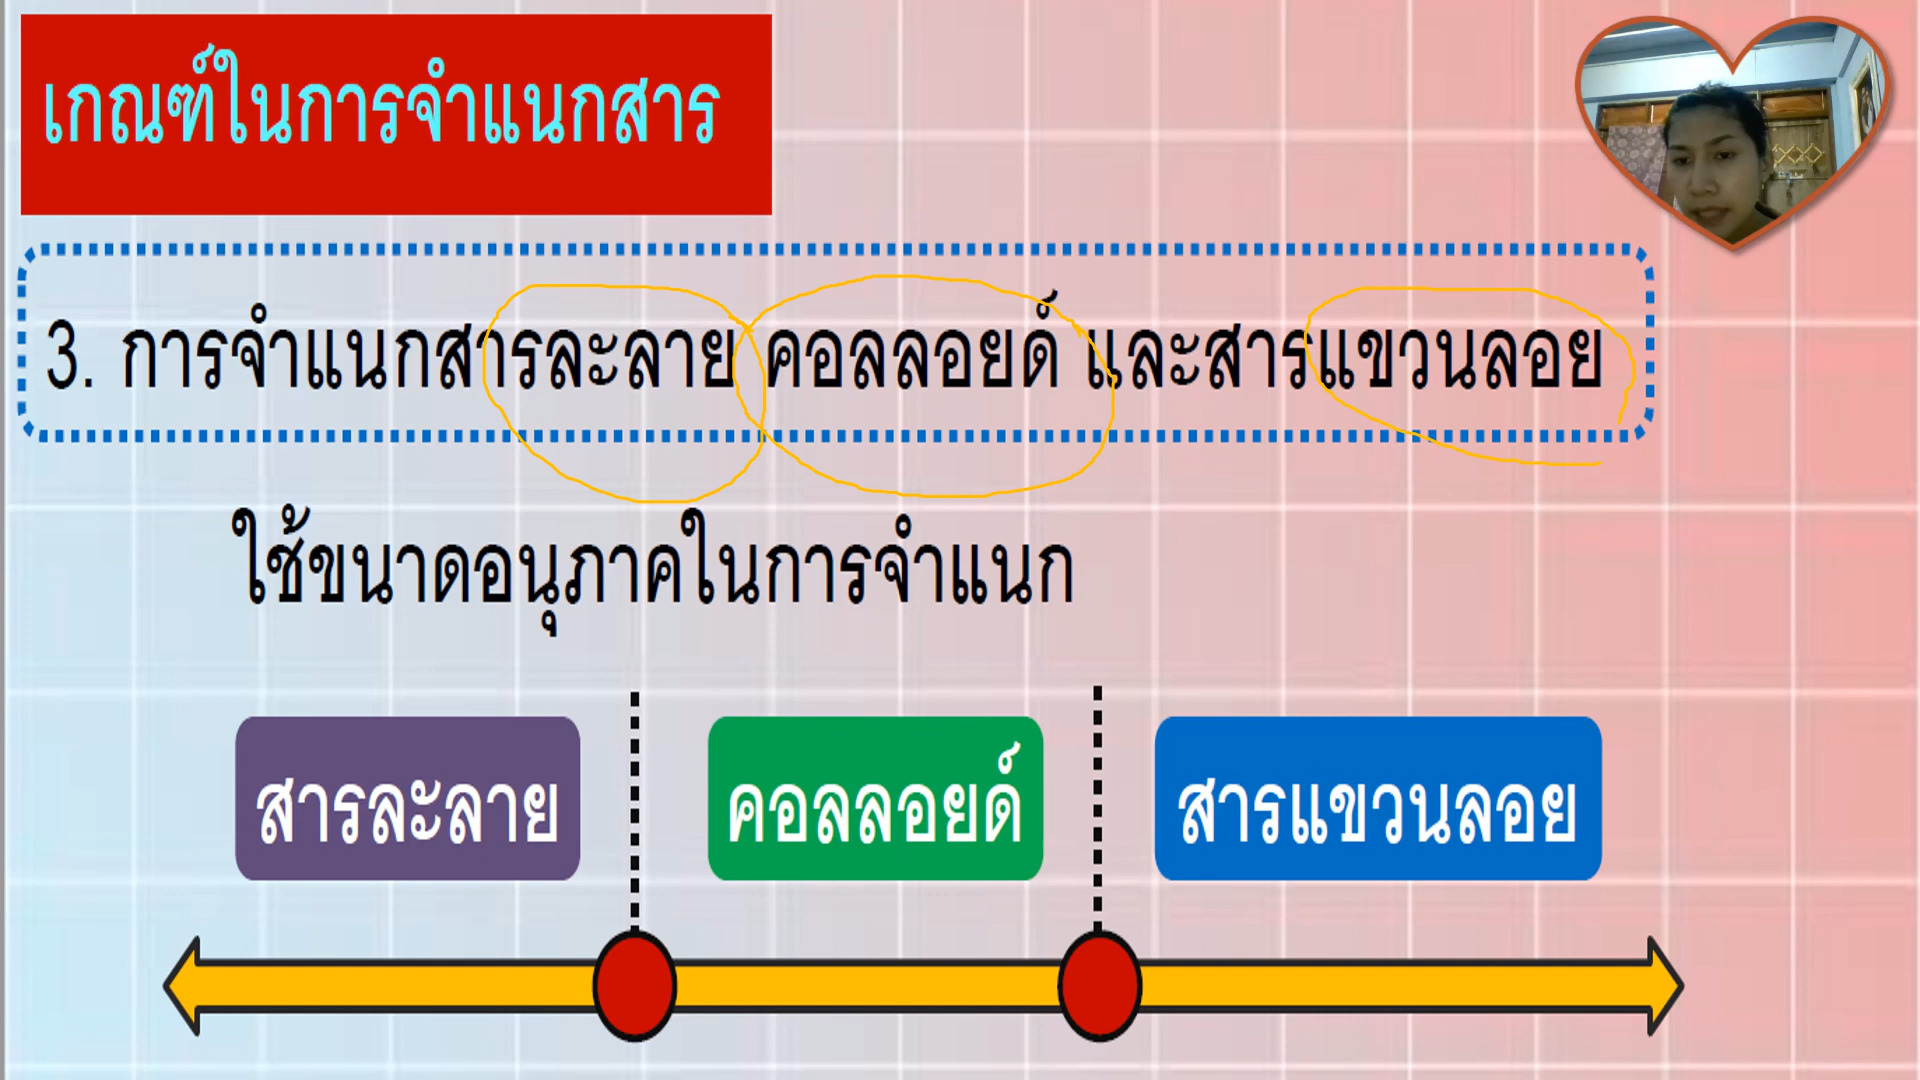 เกณฑ์ในการจำแนกสาร
3. การจำแนกสารละลาย คอลลอยด์ และสารแขวนลอย
ใช้ขนาดอนุภาคในการจำแนก
สารละลาย
คอลลอยด์
สารแขวนลอย